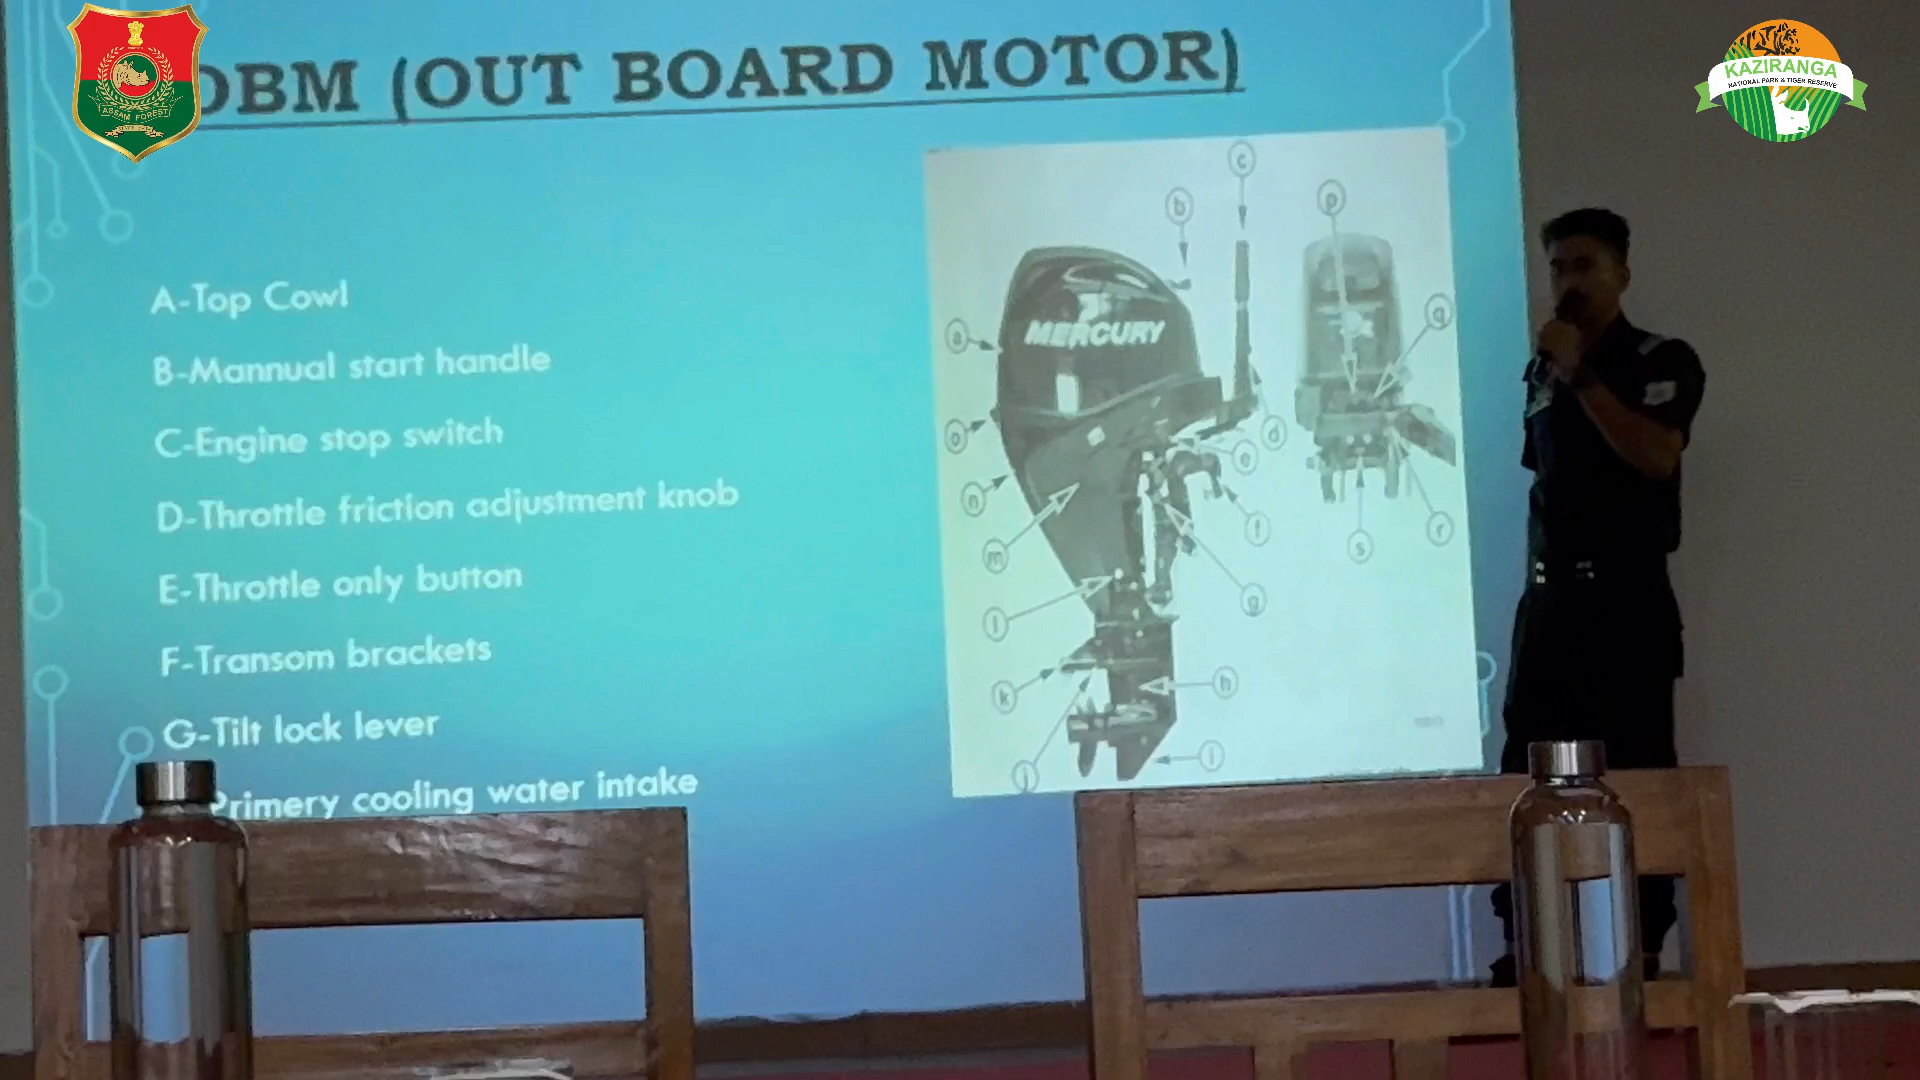 OBM (OUT BOARD MOTOR)
ASSAM FOREST
KAZIRANGA
NATIONAL PARK & TIGER RESERVE
A-Top Cowl
B-Mannual start handle
C-Engine stop switch
D-Throttle friction adjustment knob
E-Throttle only button
F-Transom brackets
G-Tilt lock lever
Primery cooling water intake
c
b
p
a
MERCURY
q
o
d
e
n
f
m
s
r
l
g
k
h
j
i